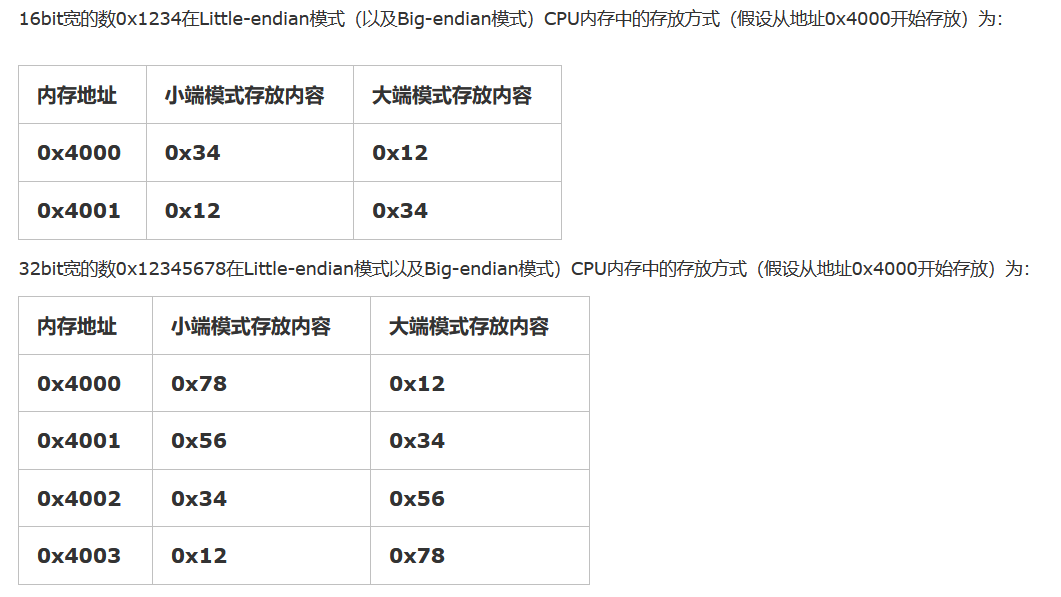 16bit宽的数0x1234在Little-endian模式（以及Big-endian模式）CPU内存中的存放方式（假设从地址0x4000开始存放）为：
内存地址 小端模式存放内容 大端模式存放内容
0x4000 0x34 0x12
0x4001 0x12 0x34
32bit宽的数0x12345678在Little-endian模式以及Big-endian模式）CPU内存中的存放方式（假设从地址0x4000开始存放）为：
内存地址 小端模式存放内容 大端模式存放内容
0x4000 0x78 0x12
0x4001 0x56 0x34
0x4002 0x34 0x56
0x4003 0x12 0x78